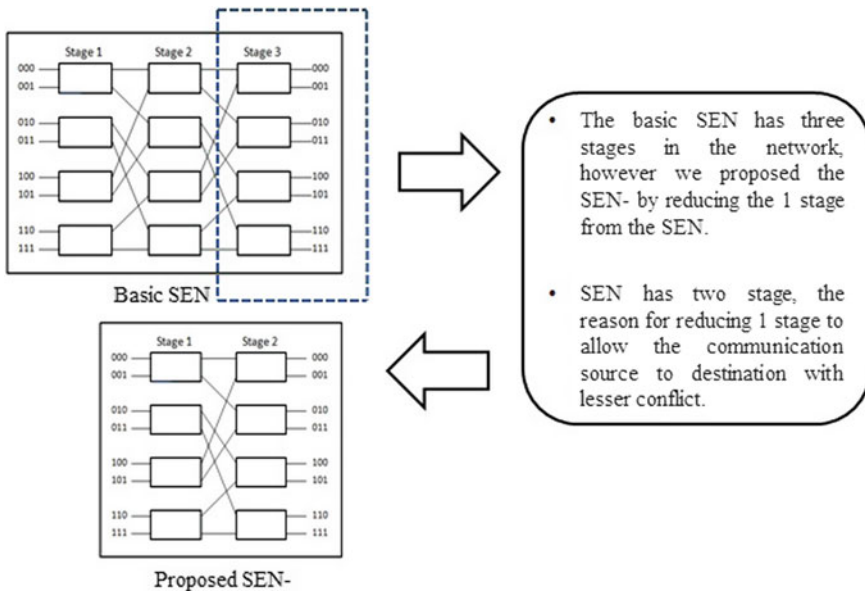 Stage 1 Stage 2 Stage 3
000 000
001 001
010 010
011 011
100 100
101 101
110 110
111 111
Basic SEN
Stage 1 Stage 2
000 000
001 001
010 010
011 011
100 100
101 101
110 110
111 111
Proposed SEN-
• The basic SEN has three
stages in the network,
however we proposed the
SEN- by reducing the 1 stage
from the SEN.
• SEN has two stage, the
reason for reducing 1 stage to
allow the communication
source to destination with
lesser conflict.